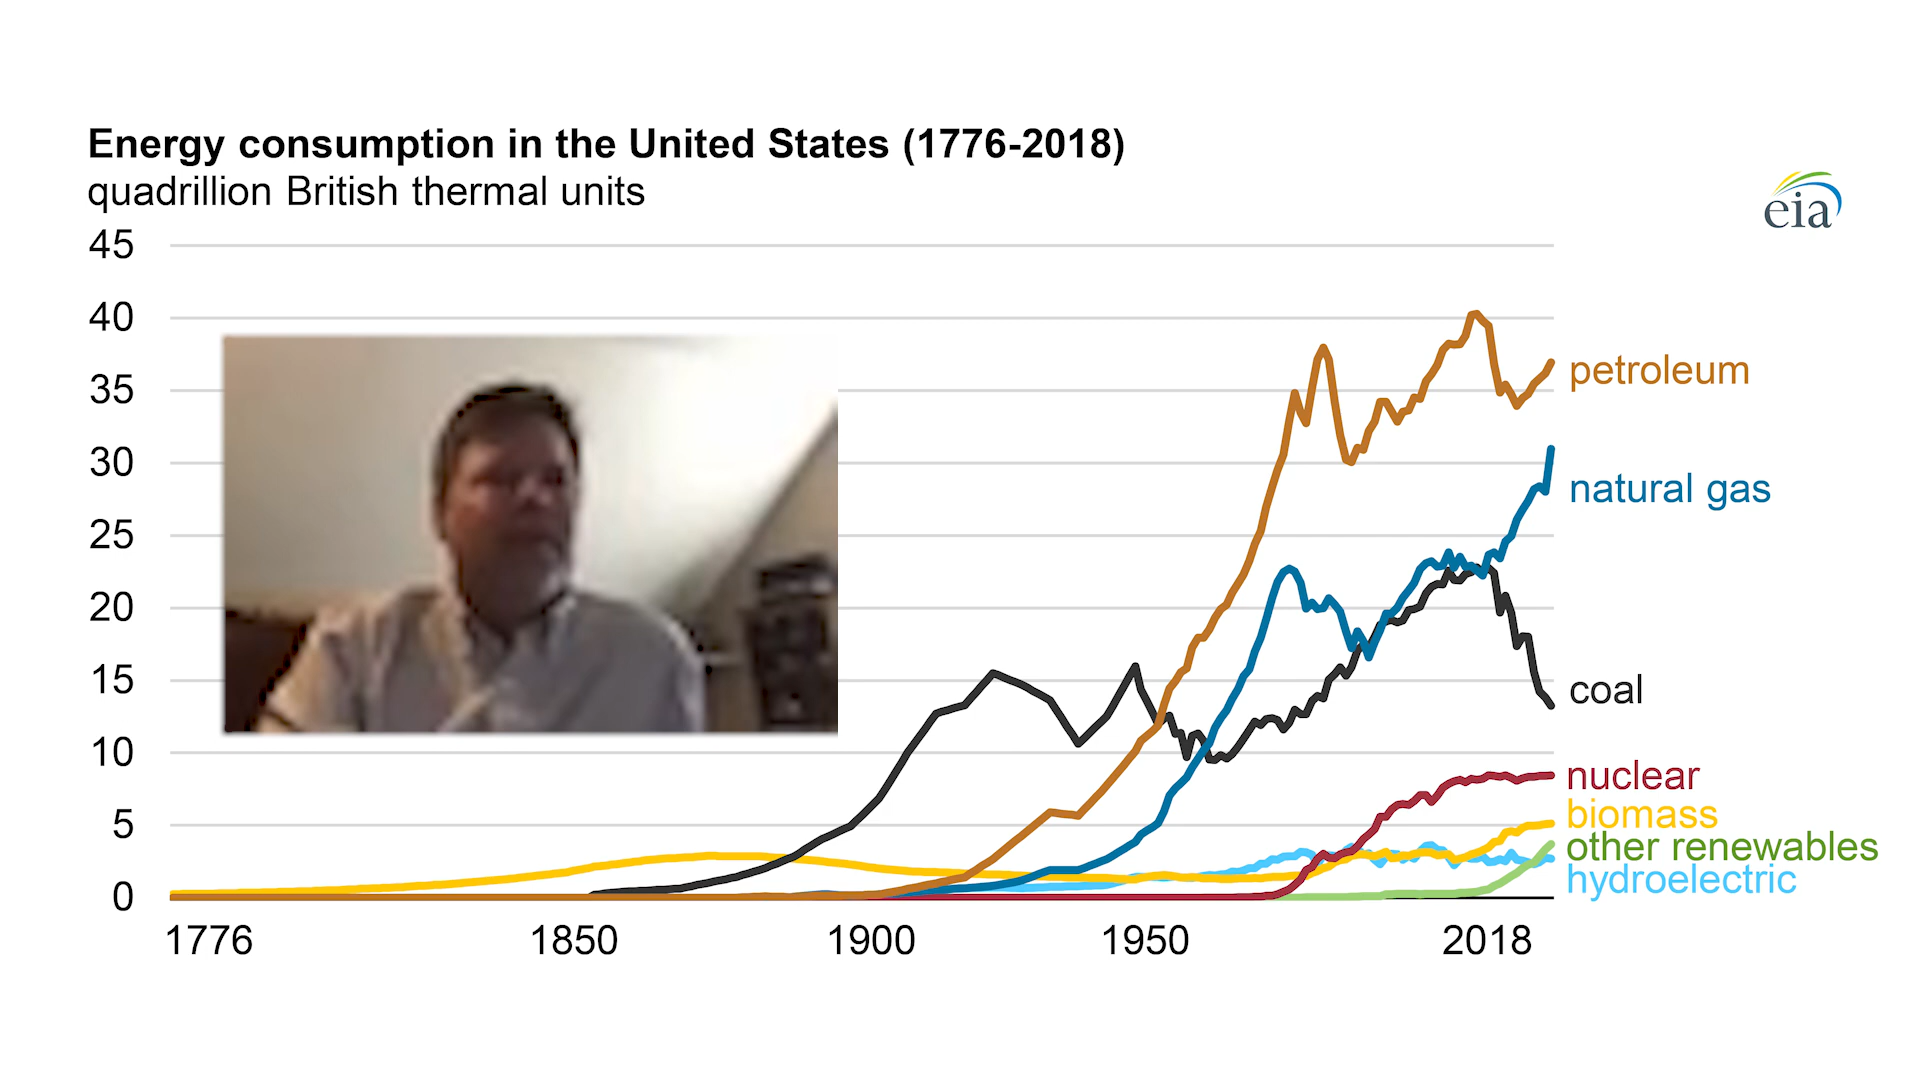 Energy consumption in the United States (1776-2018)
quadrillion British thermal units
eia
45
40
35
30
25
20
15
10
5
0
petroleum
natural gas
coal
nuclear
biomass
other renewables
hydroelectric
1776 1850 1900 1950 2018